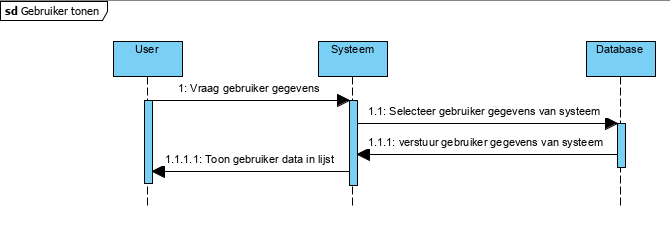 sd Gebruiker tonen
User
Systeem
Database
1: Vraag gebruiker gegevens
1.1: Selecteer gebruiker gegevens van systeem
1.1.1: verstuur gebruiker gegevens van systeem
1.1.1.1: Toon gebruiker data in lijst